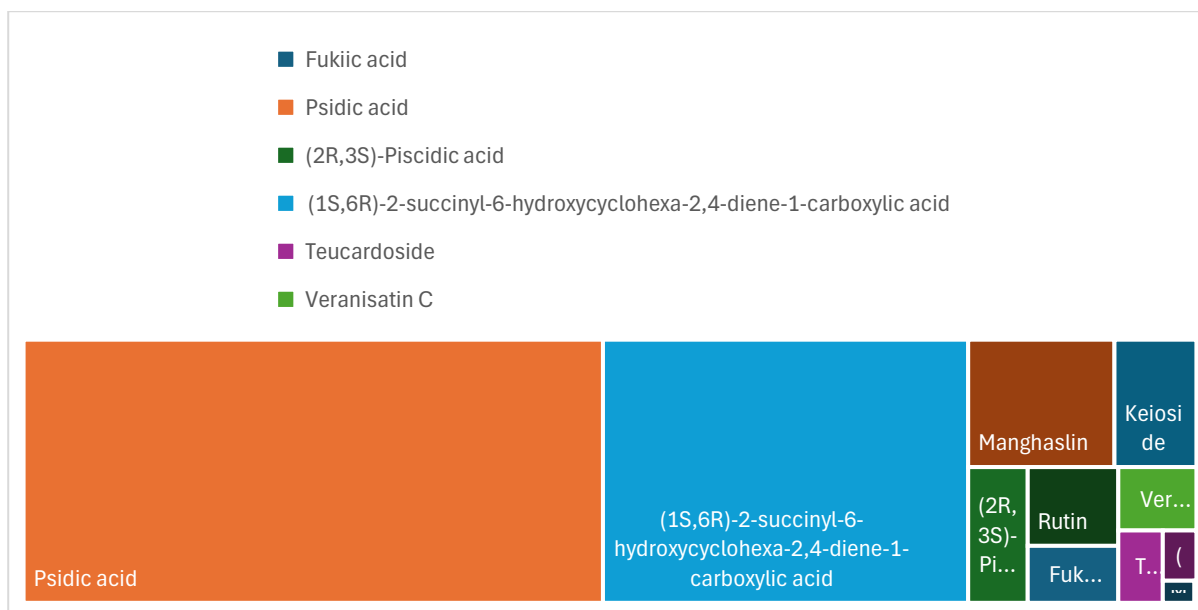 Fukiic acid
Psidic acid
(2R,3S)-Piscidic acid
(1S,6R)-2-succinyl-6-hydroxycyclohexa-2,4-diene-1-carboxylic acid
Teucardoside
Veranisatin C
Psidic acid
(1S,6R)-2-succinyl-6-
hydroxycyclohexa-2,4-diene-1-
carboxylic acid
Manghaslin
Keiosi
de
(2R,
3S)-
Pi...
Rutin
Fuk...
Ver...
T...
(